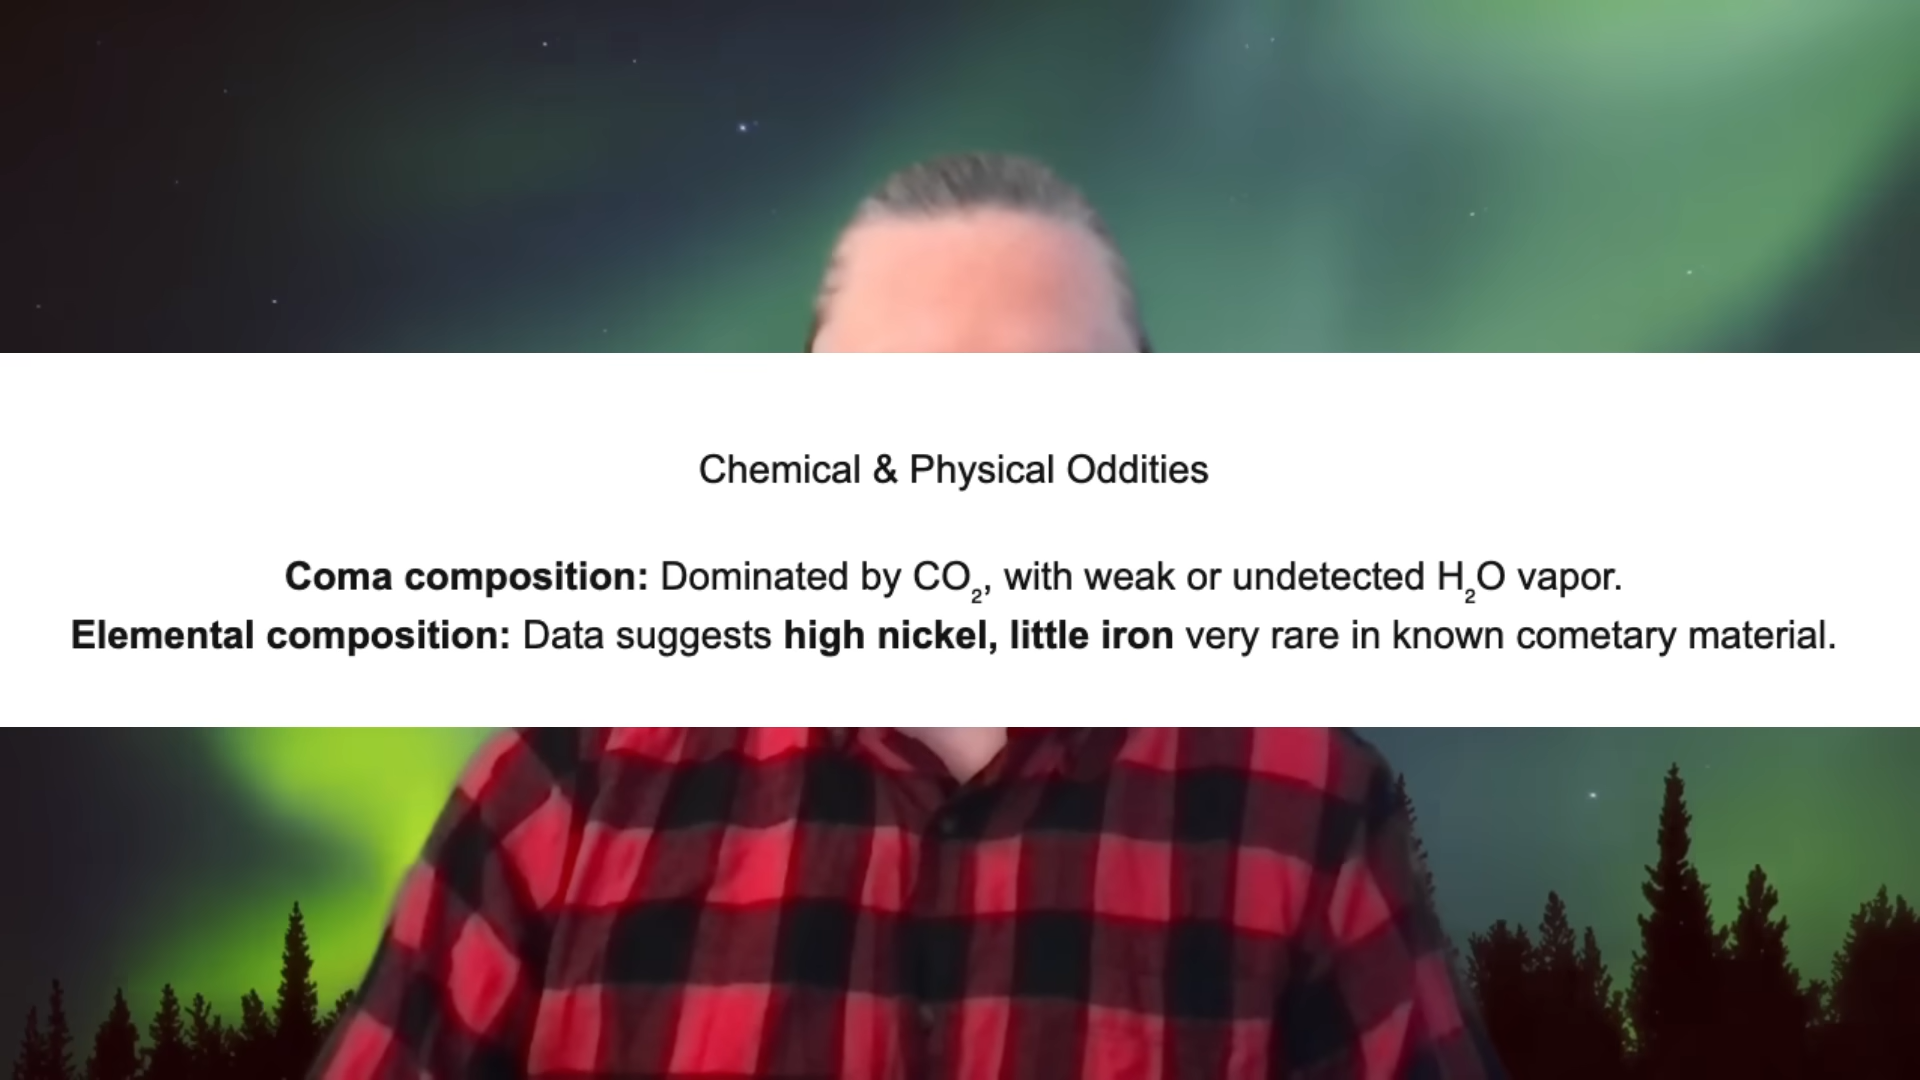 Chemical & Physical Oddities
Coma composition: Dominated by CO₂, with weak or undetected H₂O vapor.
Elemental composition: Data suggests high nickel, little iron very rare in known cometary material.